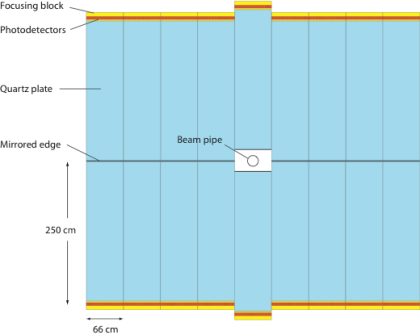 Focusing block
Photodetectors
Quartz plate
Mirrored edge
Beam pipe
250 cm
66 cm